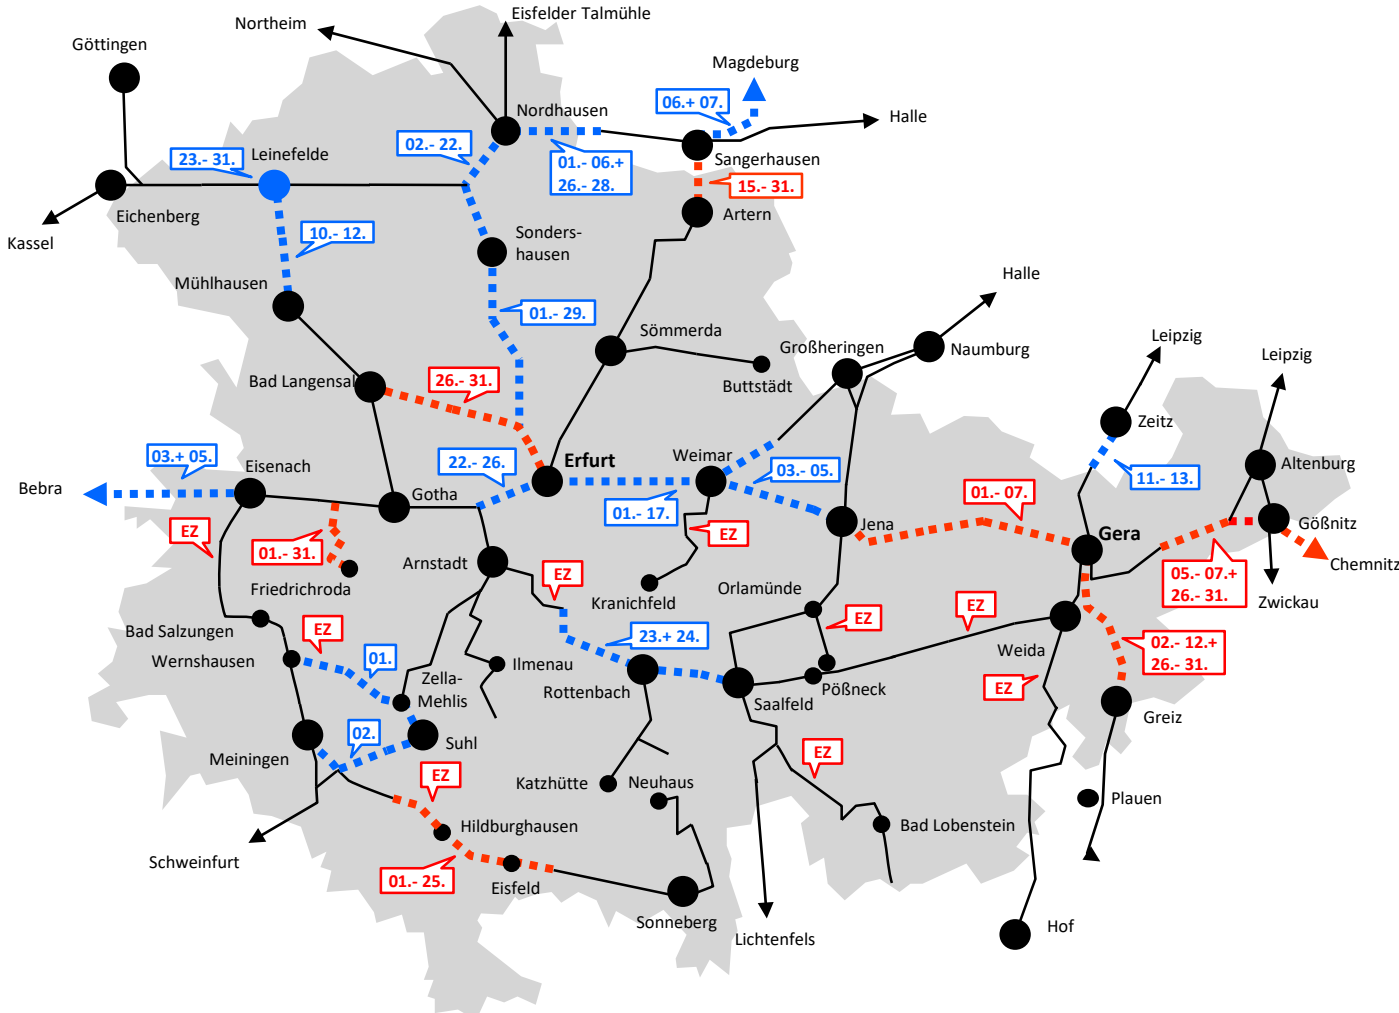 Eisfelder Talmühle
Northeim
Göttingen
Magdeburg
06.+ 07.
Nordhausen
Halle
02.- 22.
Leinefelde
23.- 31.
01.- 06.+
26.- 28.
Sangerhausen
15.- 31.
Eichenberg
Artern
Kassel
10.- 12.
Sonders-
hausen
Mühlhausen
Halle
01.- 29.
Sömmerda
Großheringen
Naumburg
Leipzig
Leipzig
Buttstädt
Bad Langensal
26.- 31.
Zeitz
03.+ 05.
Eisenach
22.- 26.
Erfurt
Weimar
03.- 05.
Altenburg
Bebra
Gotha
01.- 17.
01.- 07.
11.- 13.
EZ
01.- 31.
EZ
Jena
Gera
Gößnitz
Arnstadt
EZ
Chemnitz
Friedrichroda
Kranichfeld
Orlamünde
05.- 07.+
26.- 31.
Zwickau
Bad Salzungen
EZ
23.+ 24.
EZ
EZ
02.- 12.+
26.- 31.
Wernshausen
01.
Ilmenau
Weida
Zella-
Mehlis
Rottenbach
Saalfeld
Pößneck
EZ
Greiz
02.
Suhl
Meiningen
EZ
Katzhütte
Neuhaus
EZ
Plauen
Hildburghausen
Bad Lobenstein
Schweinfurt
01.- 25.
Eisfeld
Sonneberg
Lichtenfels
Hof